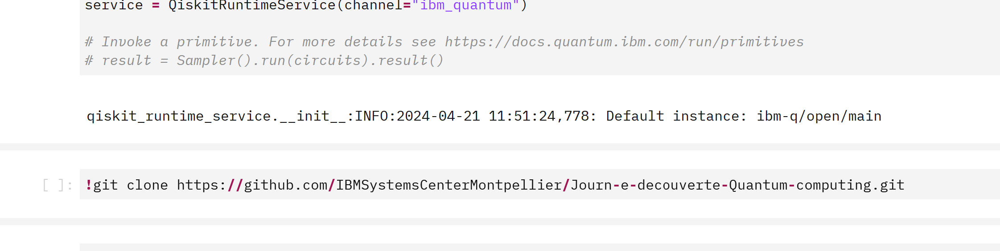 service = QiskitRuntimeService(channel="ibm_quantum")
# Invoke a primitive. For more details see https://docs.quantum.ibm.com/run/primitives
# result = Sampler().run(circuits).result()
qiskit_runtime_service.__init__:INFO:2024-04-21 11:51:24,778: Default instance: ibm-q/open/main
[ ]: !git clone https://github.com/IBMSystemsCenterMontpellier/Journ-e-decouverte-Quantum-computing.git